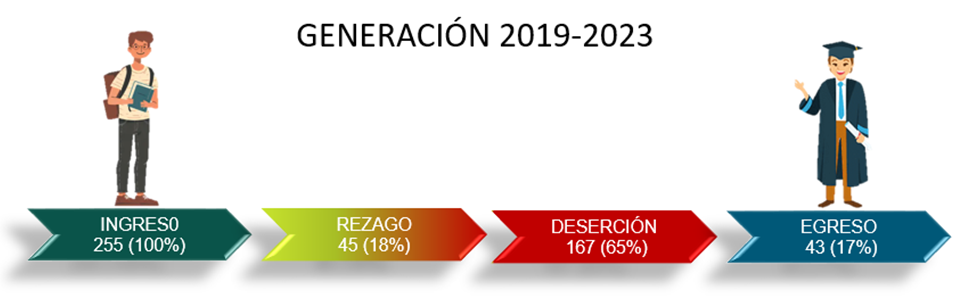 GENERACIÓN 2019-2023
INGRES0
255 (100%)
REZAGO
45 (18%)
DESERCIÓN
167 (65%)
EGRESO
43 (17%)